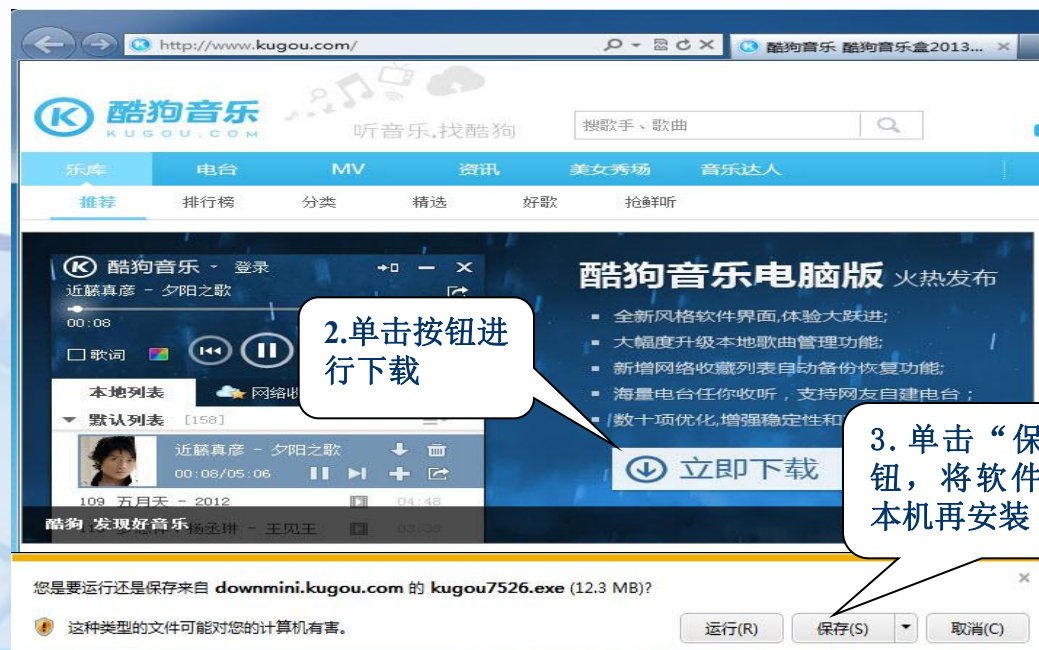 http://www.kugou.com/
酷狗音乐 酷狗音乐盒2013...
酷狗音乐
KUGOU.COM
听音乐,找酷狗
搜歌手、歌曲
乐库 电台 MV 资讯 美女秀场 音乐达人
推荐 排行榜 分类 精选 好歌 抢鲜听
酷狗音乐 登录
近藤真彦 - 夕阳之歌
00:08
歌词
本地列表 网络收
默认列表 [158]
近藤真彦 - 夕阳之歌
00:08/05:06
109 五月天 - 2012 04:48
杨丞琳 - 王见王 03:38
酷狗 发现好音乐
2.单击按钮进
行下载
酷狗音乐电脑版 火热发布
全新风格软件界面,体验大跃进;
大幅度升级本地歌曲管理功能;
新增网络收藏列表自动备份恢复功能;
海量电台任你收听，支持网友自建电台；
数十项优化,增强稳定性和
立即下载
3.单击“保
钮，将软件
本机再安装
您是要运行还是保存来自 downmini.kugou.com 的 kugou7526.exe (12.3 MB)?
这种类型的文件可能对您的计算机有害。
运行(R) 保存(S) 取消(C)